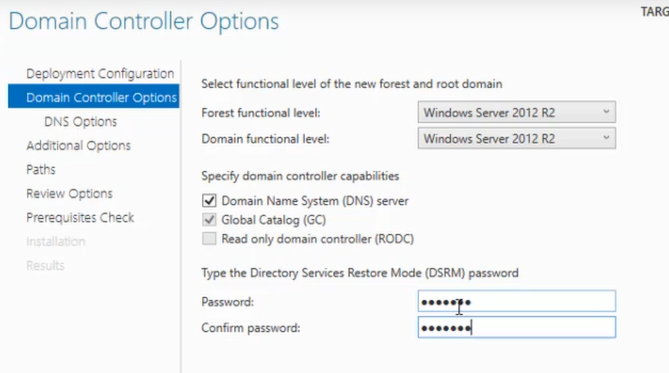 TARG
Domain Controller Options
Deployment Configuration
Domain Controller Options
DNS Options
Additional Options
Paths
Review Options
Prerequisites Check
Installation
Results
Select functional level of the new forest and root domain
Forest functional level: Windows Server 2012 R2
Domain functional level: Windows Server 2012 R2
Specify domain controller capabilities
Domain Name System (DNS) server
Global Catalog (GC)
Read only domain controller (RODC)
Type the Directory Services Restore Mode (DSRM) password
Password: •••••••
Confirm password: •••••••